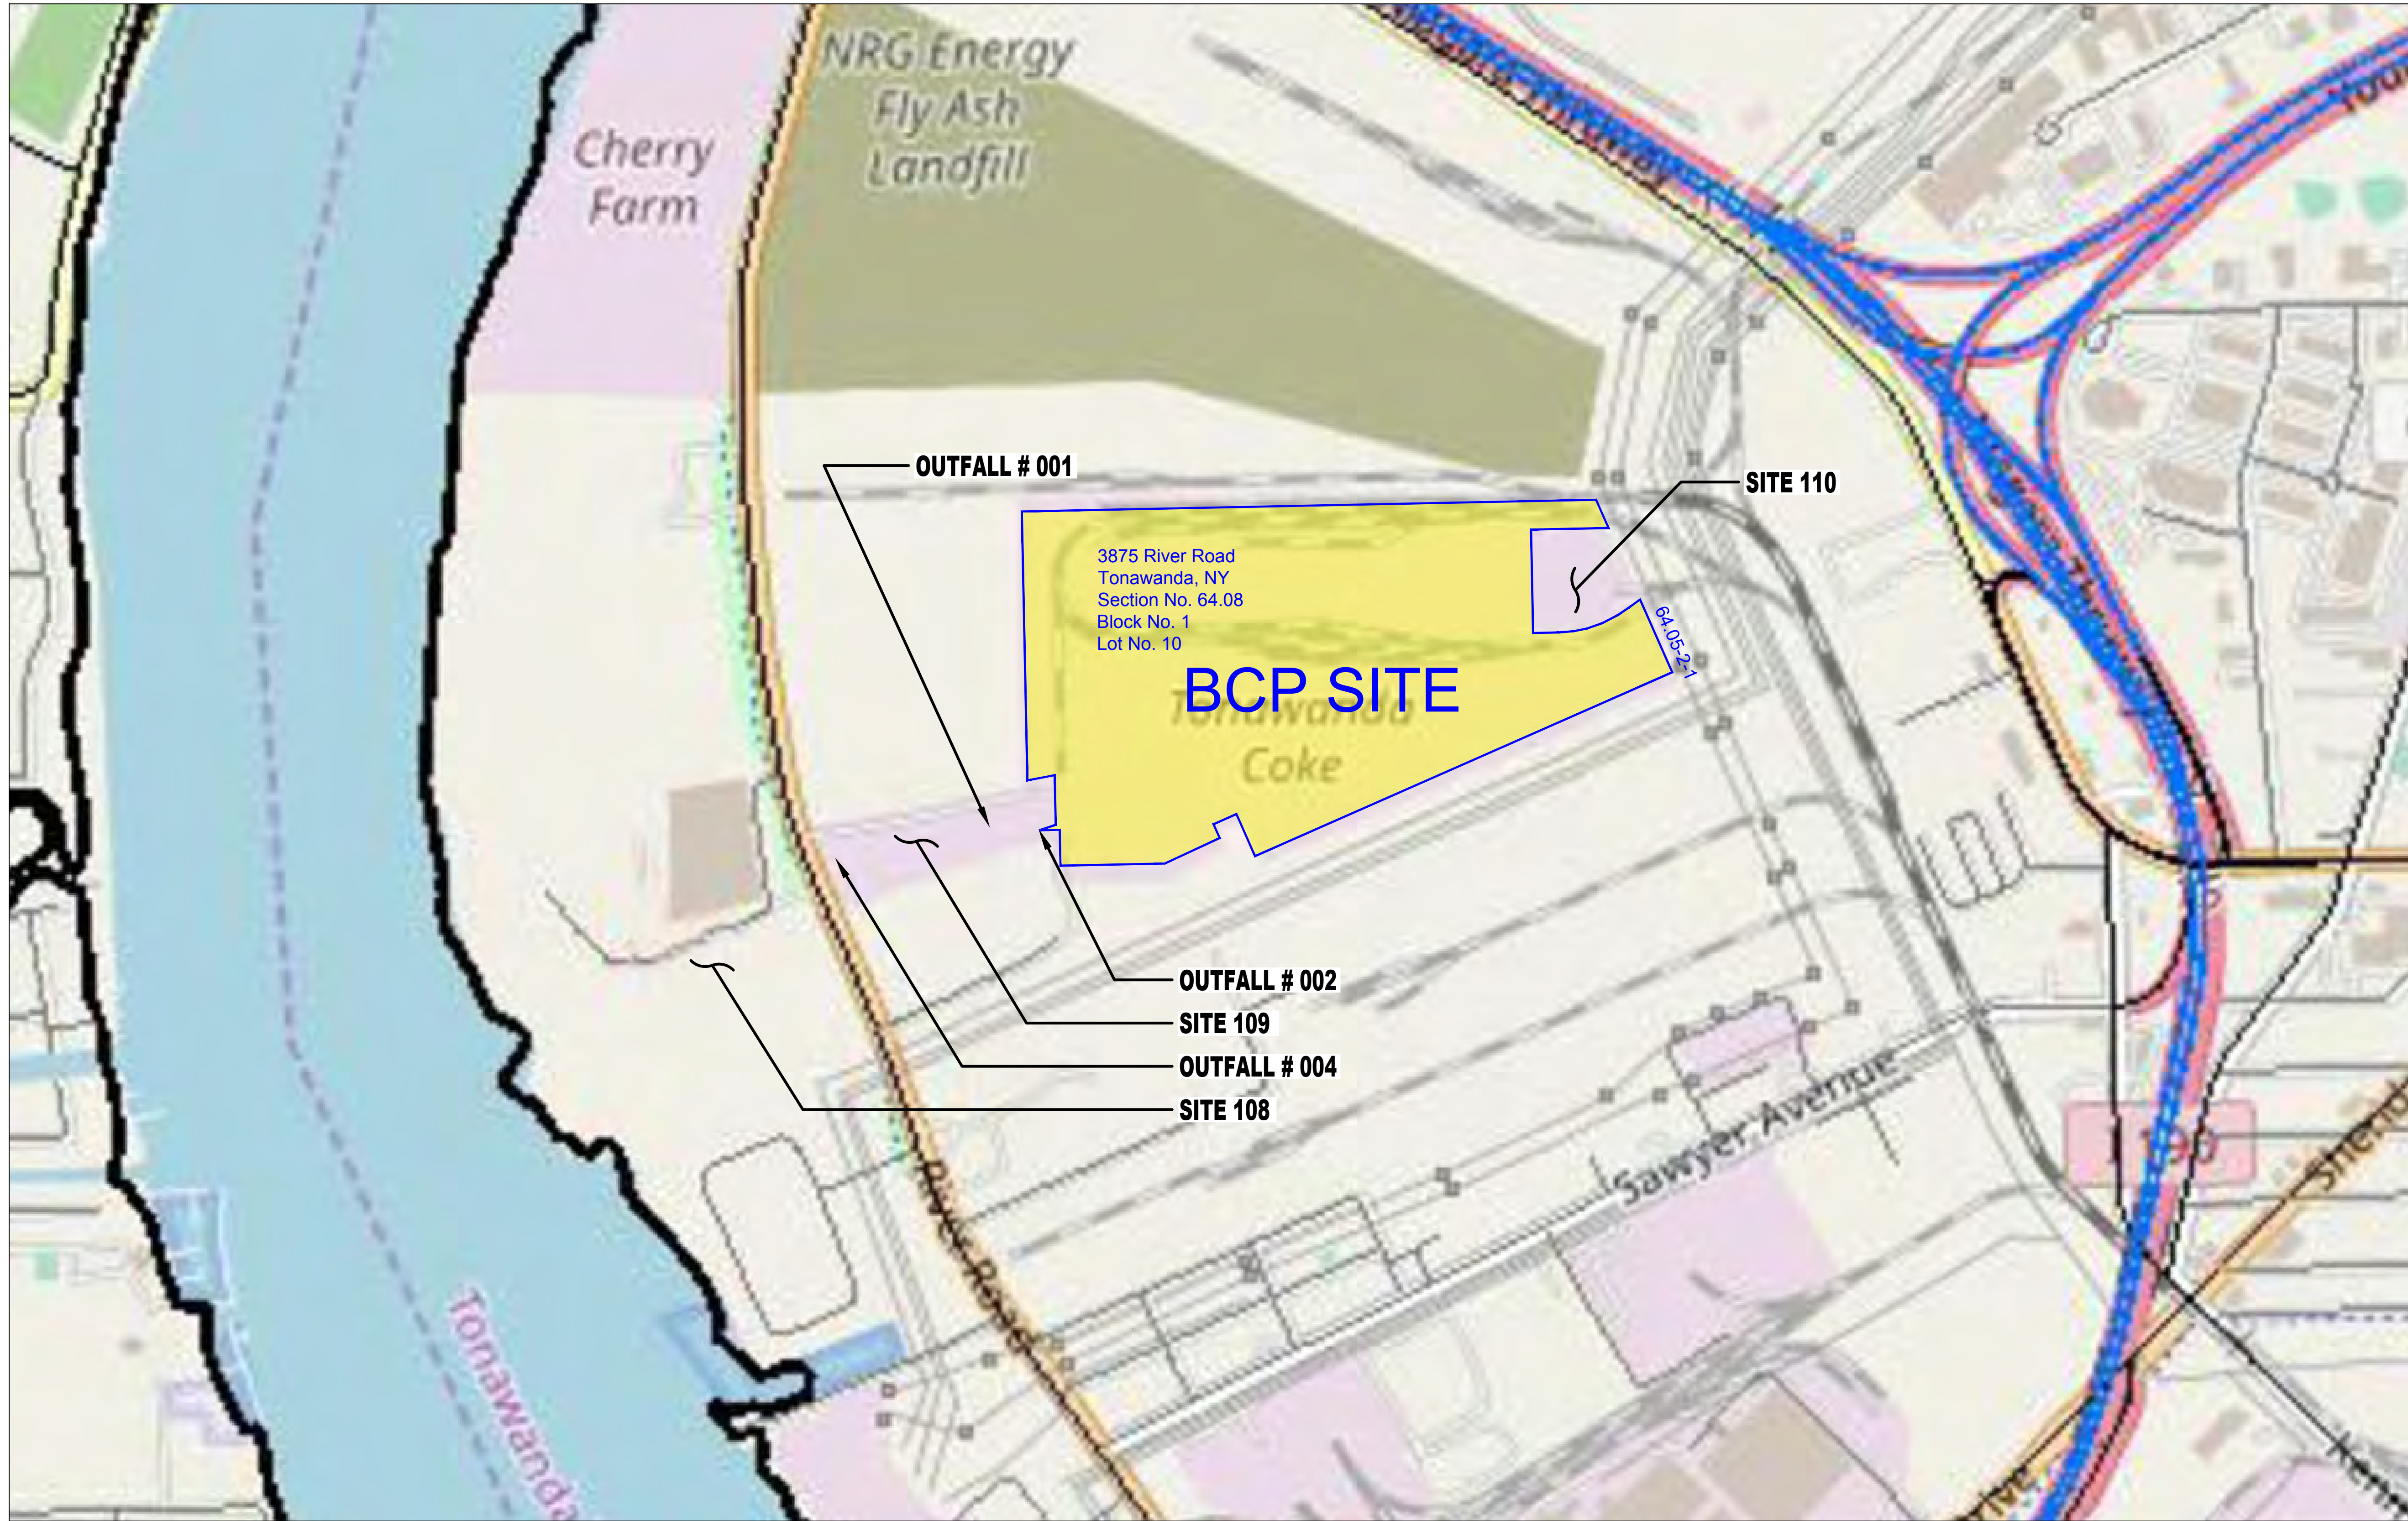 NRG Energy
Fly Ash
Landfill
Cherry
Farm
OUTFALL # 001
SITE 110
3875 River Road
Tonawanda, NY
Section No. 64.08
Block No. 1
Lot No. 10
64.05-2-1
BCP SITE
Tonawanda
Coke
OUTFALL # 002
SITE 109
OUTFALL # 004
SITE 108
Sawyer Avenue
River Road
Tonawanda